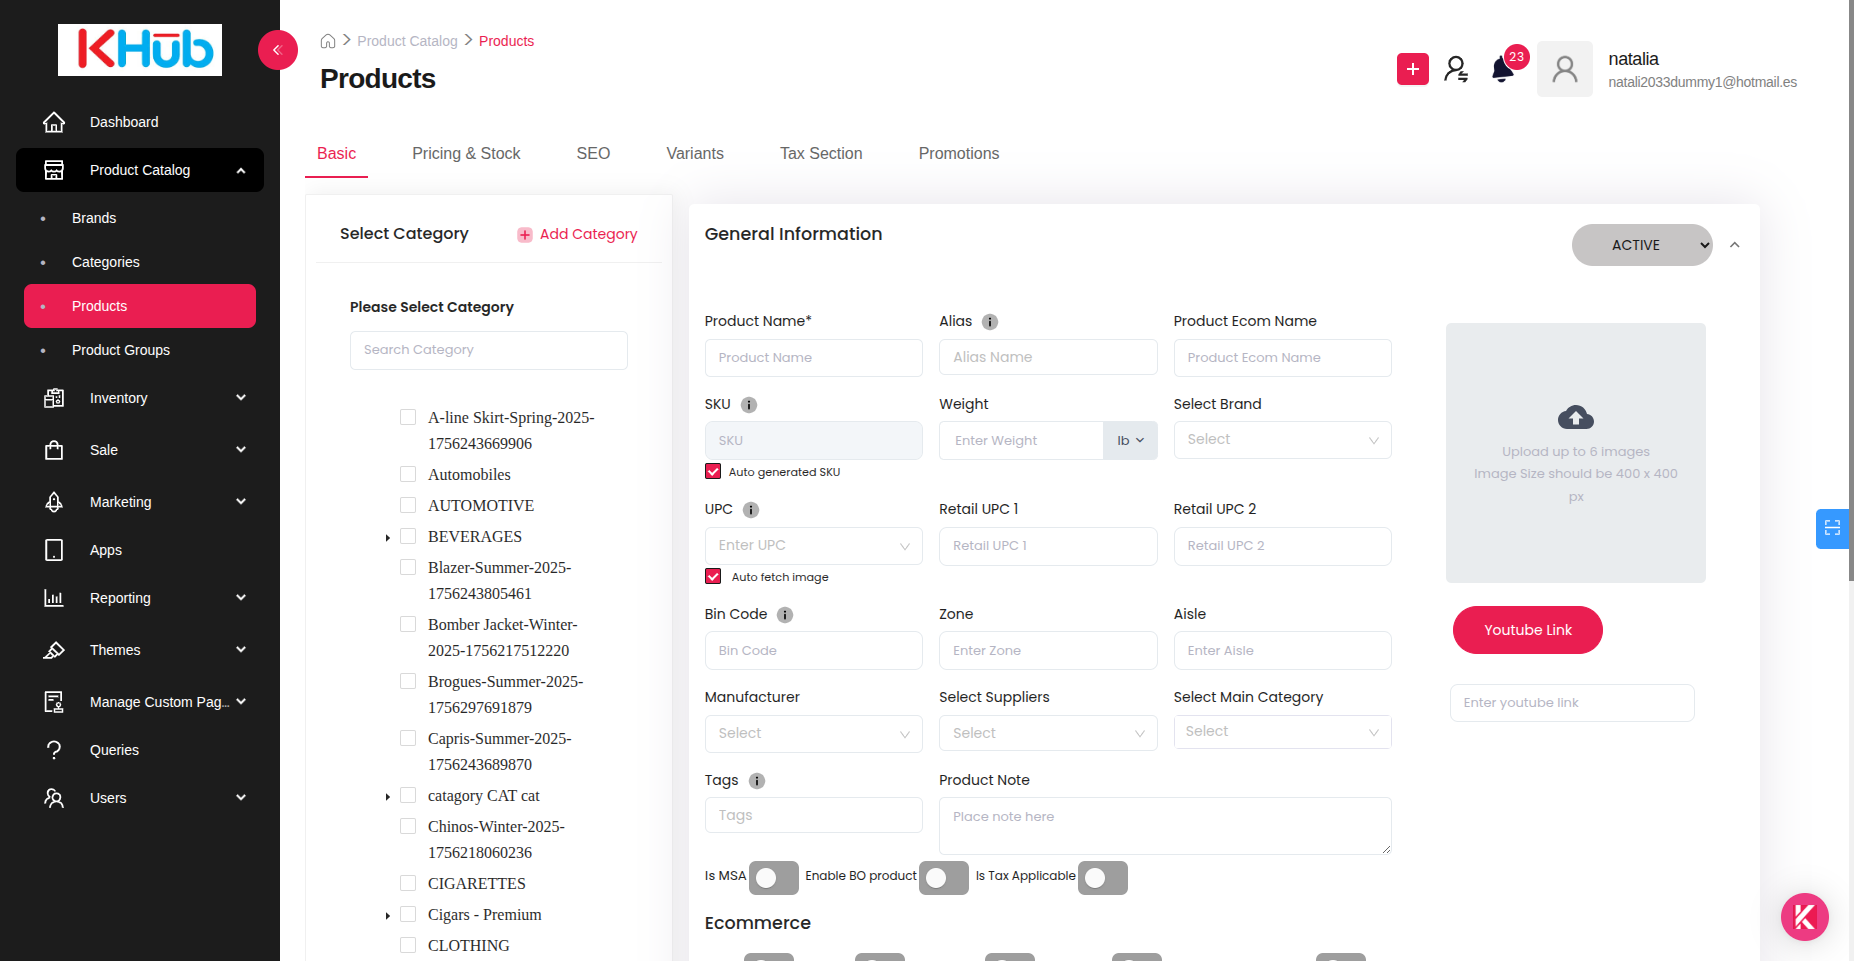 KHub
Dashboard
Product Catalog
Brands
Categories
Products
Product Groups
Inventory
Sale
Marketing
Apps
Reporting
Themes
Manage Custom Pag...
Queries
Users
Product Catalog
Products
Products
23
natalia
natali2033dummy1@hotmail.es
Basic
Pricing & Stock
SEO
Variants
Tax Section
Promotions
Select Category
Add Category
Please Select Category
Search Category
A-line Skirt-Spring-2025-
1756243669906
Automobiles
AUTOMOTIVE
BEVERAGES
Blazer-Summer-2025-
1756243805461
Bomber Jacket-Winter-
2025-1756217512220
Brogues-Summer-2025-
1756297691879
Capris-Summer-2025-
1756243689870
catagory CAT cat
Chinos-Winter-2025-
1756218060236
CIGARETTES
Cigars - Premium
CLOTHING
General Information
ACTIVE
Product Name*
Alias
Product Ecom Name
Product Name
Alias Name
Product Ecom Name
SKU
Weight
Select Brand
SKU
Enter Weight
lb
Select
Auto generated SKU
UPC
Retail UPC 1
Retail UPC 2
Enter UPC
Retail UPC 1
Retail UPC 2
Auto fetch image
Bin Code
Zone
Aisle
Bin Code
Enter Zone
Enter Aisle
Manufacturer
Select Suppliers
Select Main Category
Select
Select
Select
Tags
Product Note
Tags
Place note here
Is MSA
Enable BO product
Is Tax Applicable
Ecommerce
Upload up to 6 Images
Image Size should be 400 x 400
px
Youtube Link
Enter youtube link
K